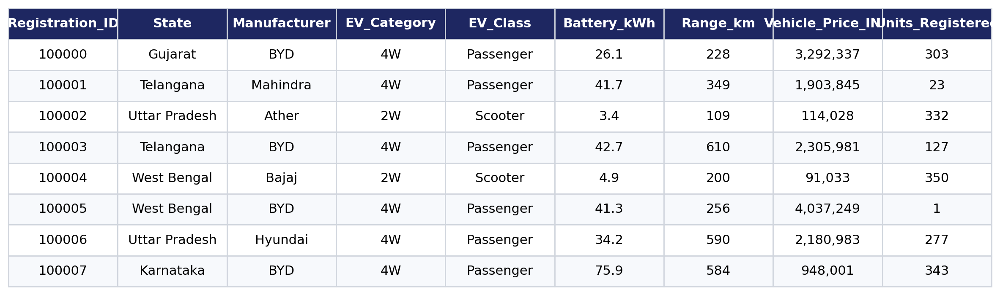 Registration_ID State Manufacturer EV_Category EV_Class Battery_kWh Range_km Vehicle_Price_IN Units_Registered
100000 Gujarat BYD 4W Passenger 26.1 228 3,292,337 303
100001 Telangana Mahindra 4W Passenger 41.7 349 1,903,845 23
100002 Uttar Pradesh Ather 2W Scooter 3.4 109 114,028 332
100003 Telangana BYD 4W Passenger 42.7 610 2,305,981 127
100004 West Bengal Bajaj 2W Scooter 4.9 200 91,033 350
100005 West Bengal BYD 4W Passenger 41.3 256 4,037,249 1
100006 Uttar Pradesh Hyundai 4W Passenger 34.2 590 2,180,983 277
100007 Karnataka BYD 4W Passenger 75.9 584 948,001 343